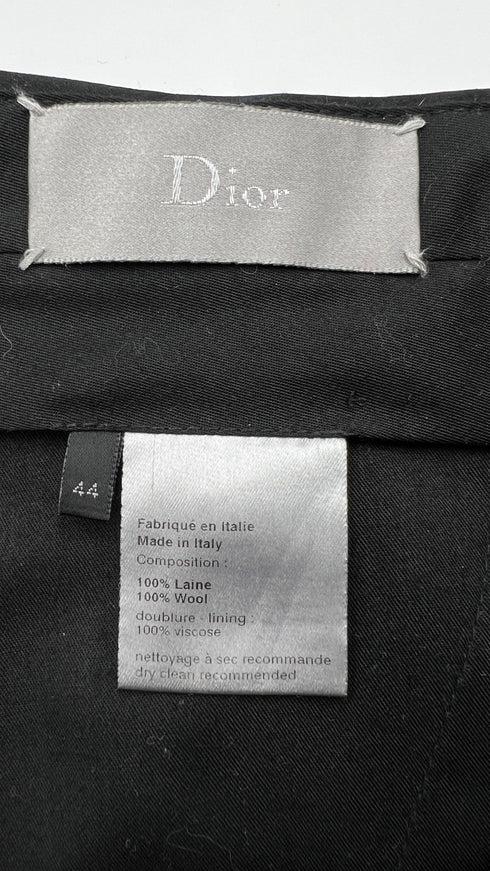 Dior
44
Fabriqué en Italie
Made in Italy
Composition :
100% Laine
100% Wool
doublure - lining :
100% viscose
nettoyage à sec recommande
dry clean recommended